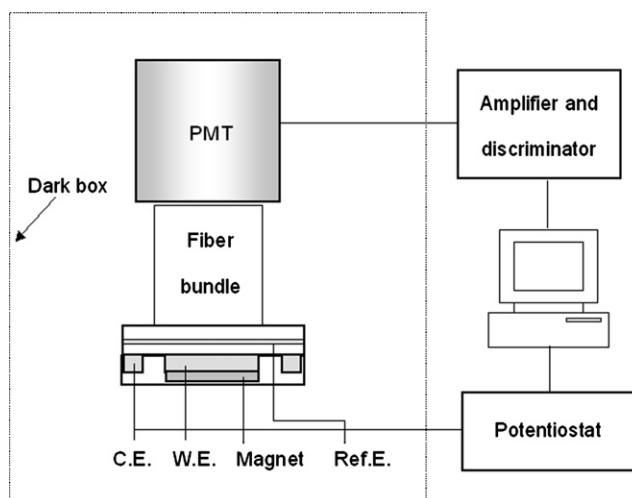 PMT
Amplifier and
discriminator
Dark box
Fiber
bundle
C.E. W.E. Magnet Ref.E.
Potentiostat